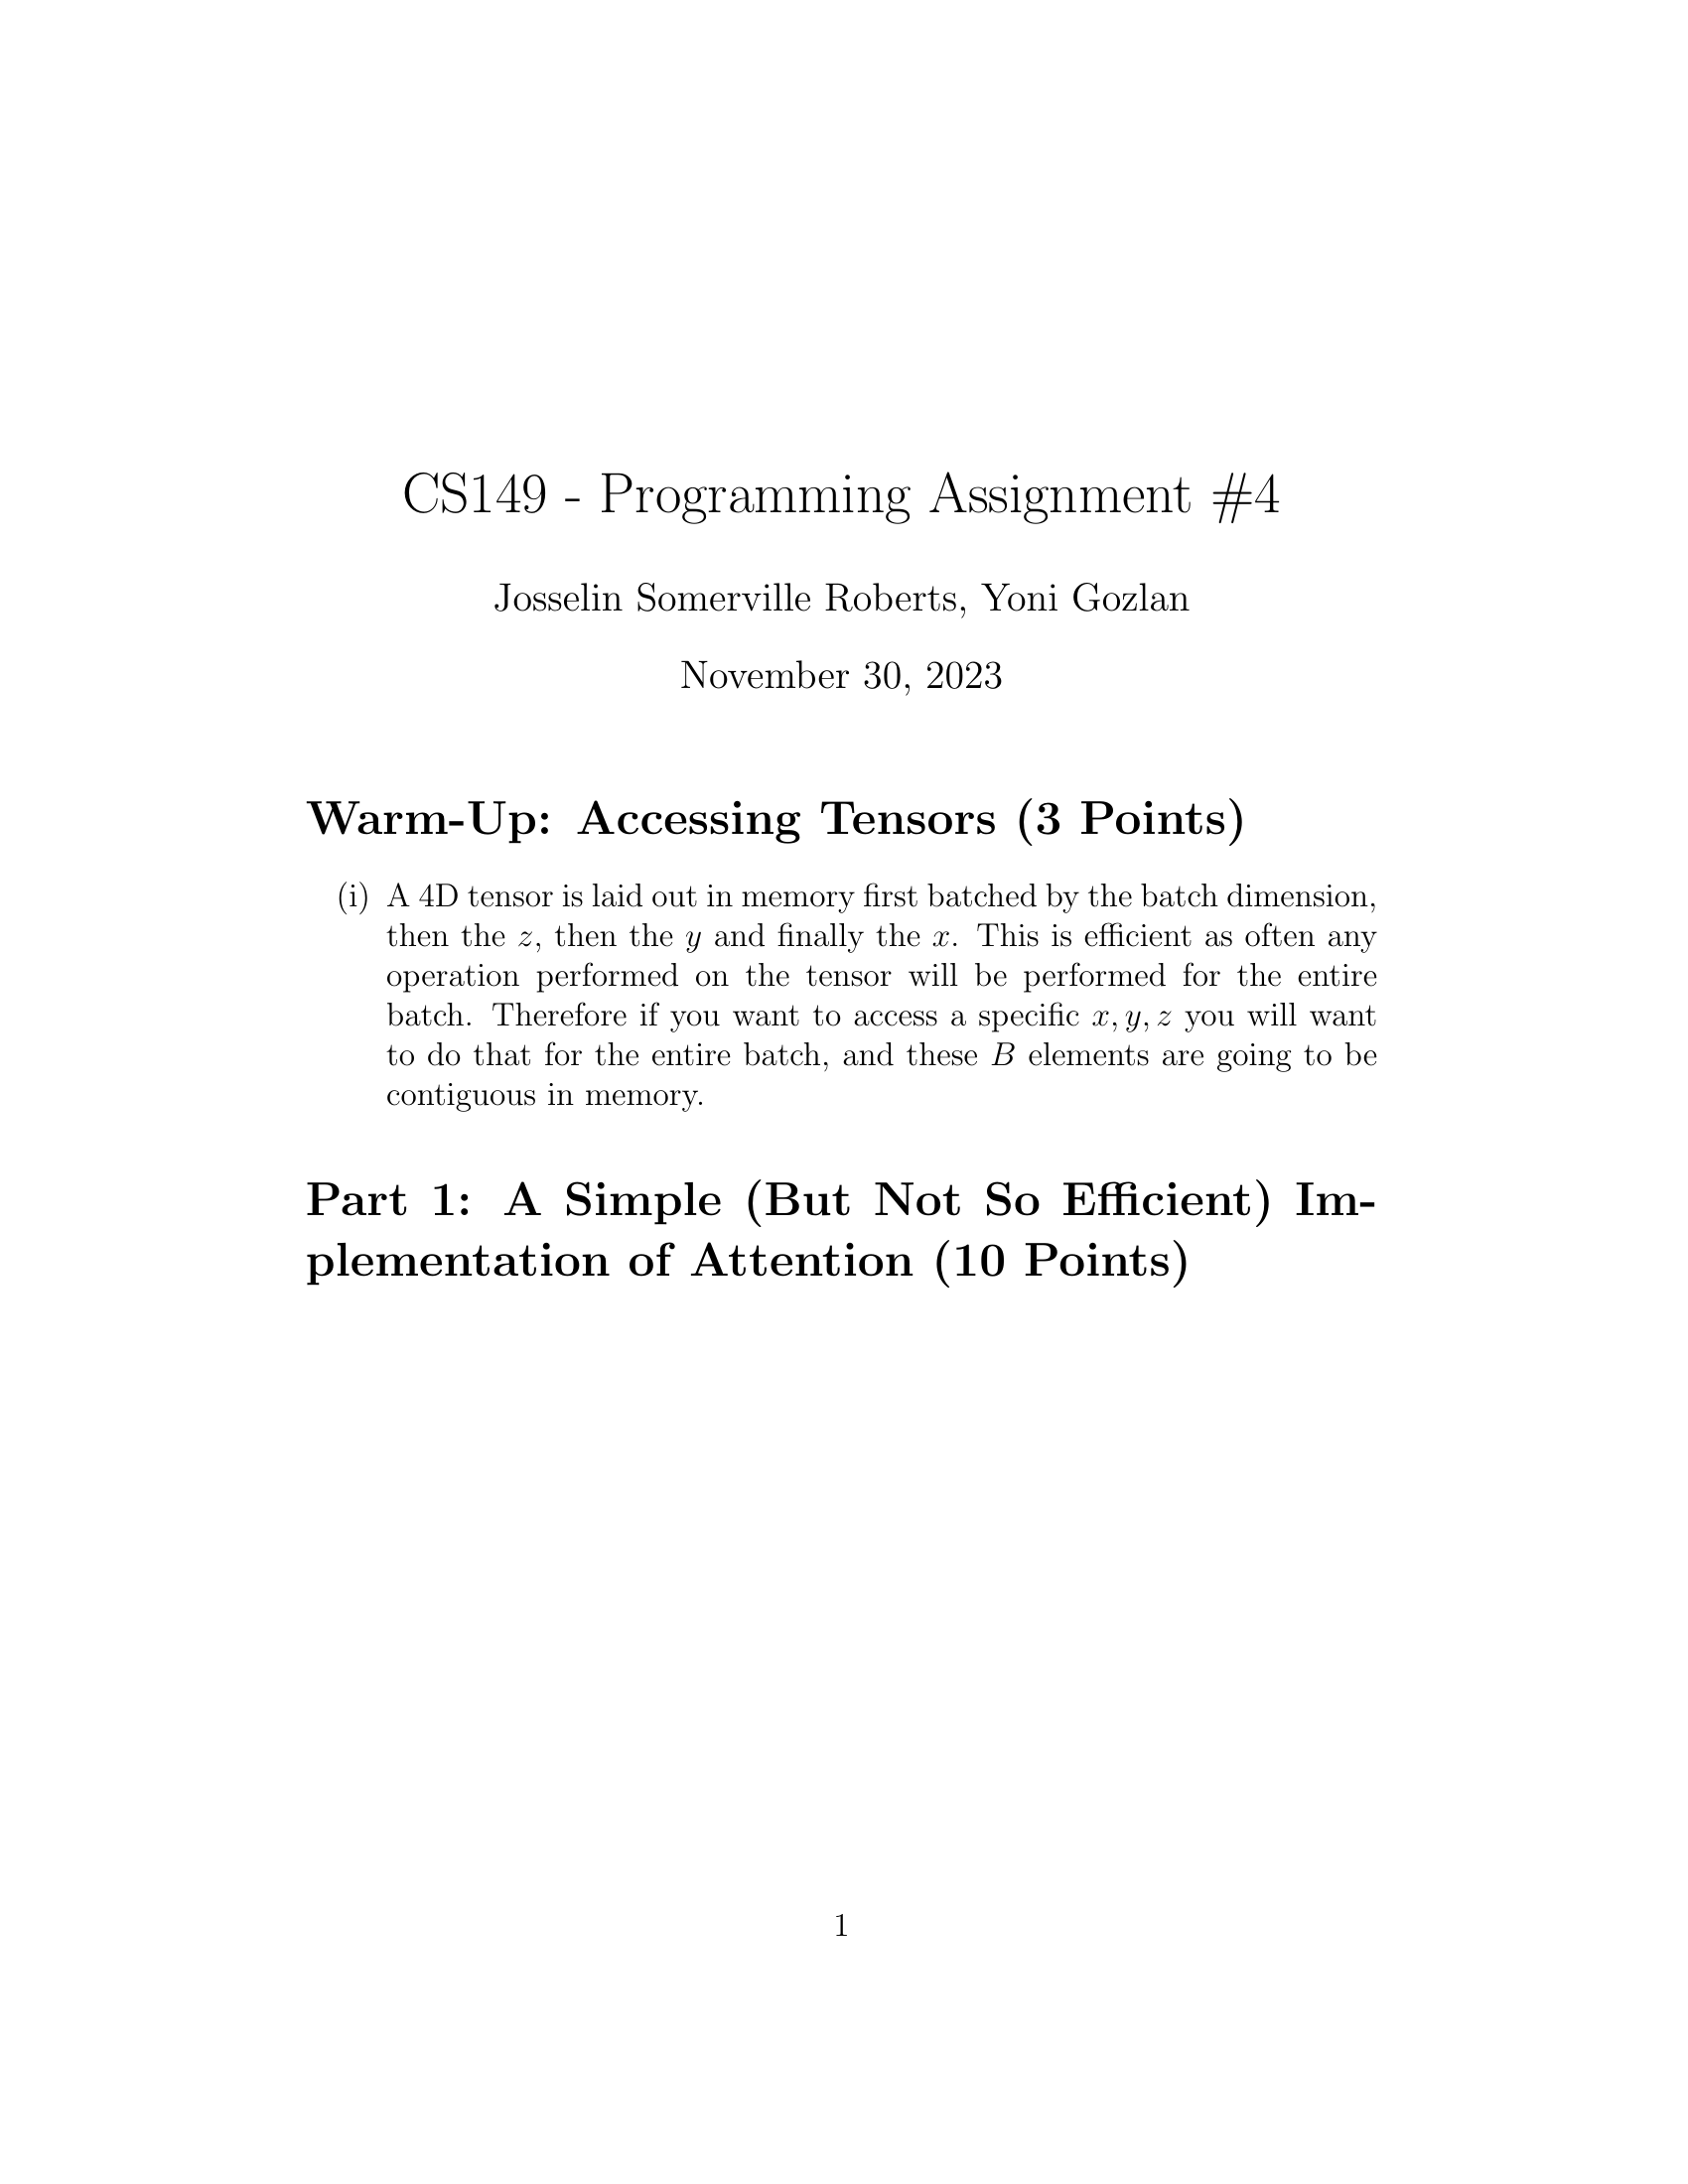 CS149 - Programming Assignment #4
Josselin Somerville Roberts, Yoni Gozlan
November 30, 2023
Warm-Up: Accessing Tensors (3 Points)
(i) A 4D tensor is laid out in memory first batched by the batch dimension,
then the z, then the y and finally the x. This is efficient as often any
operation performed on the tensor will be performed for the entire
batch. Therefore if you want to access a specific x, y, z you will want
to do that for the entire batch, and these B elements are going to be
contiguous in memory.
Part 1: A Simple (But Not So Efficient) Im-
plementation of Attention (10 Points)
1